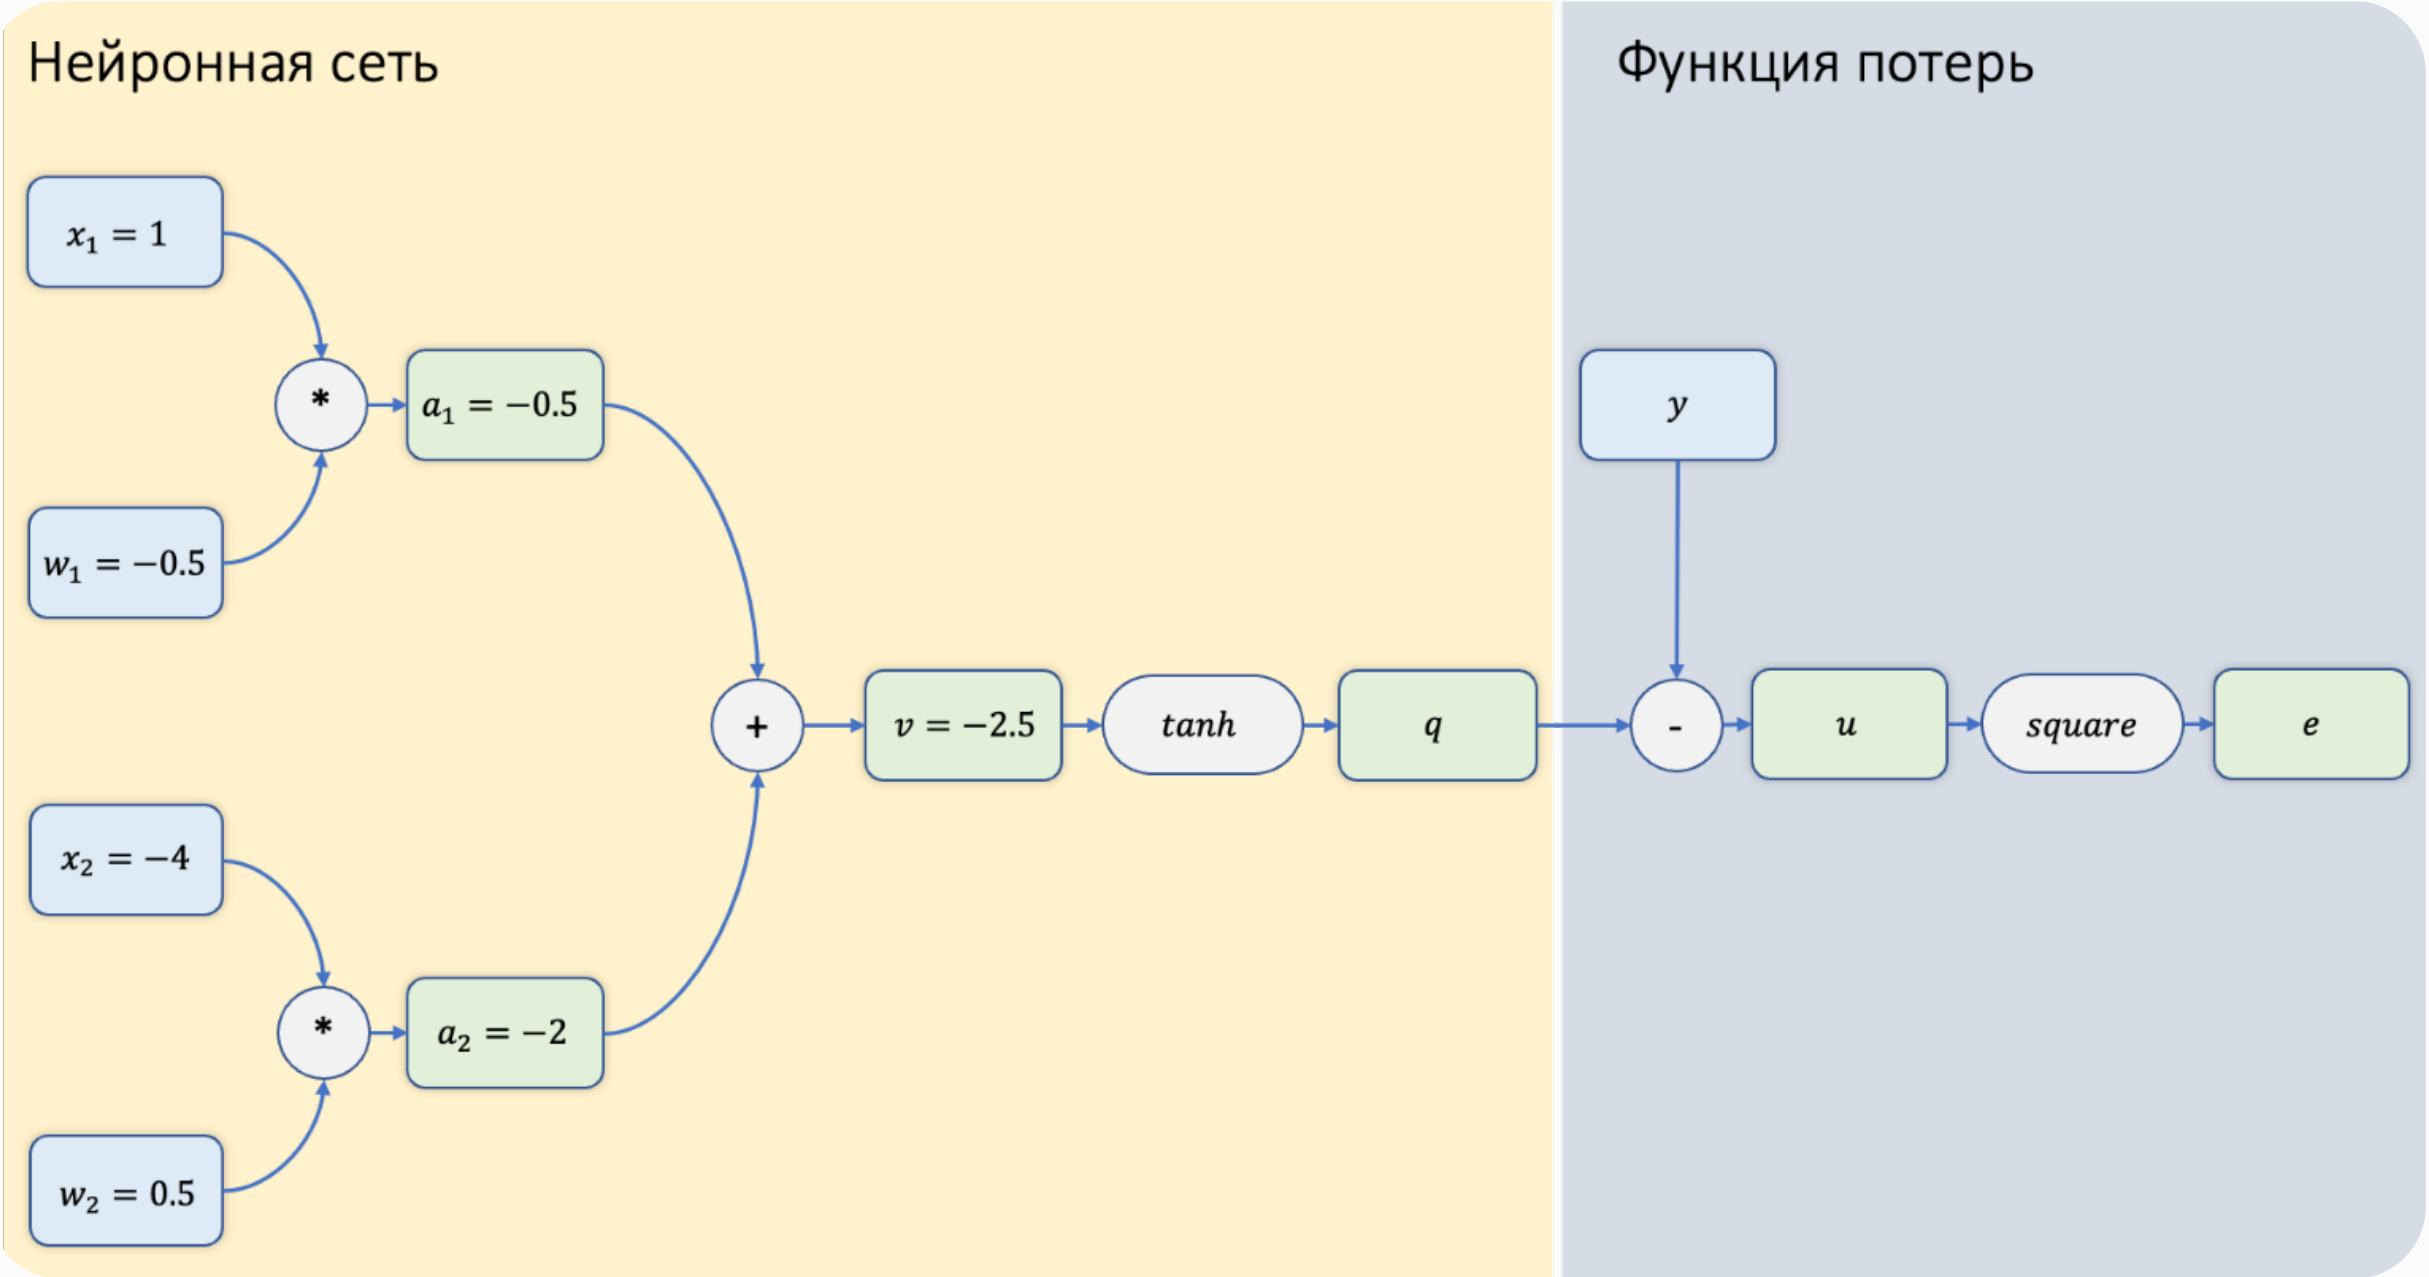 Нейронная сеть
Функция потерь
x₁ = 1
*
a₁ = −0.5
w₁ = −0.5
y
+
v = −2.5
tanh
q
-
u
square
e
x₂ = −4
*
a₂ = −2
w₂ = 0.5